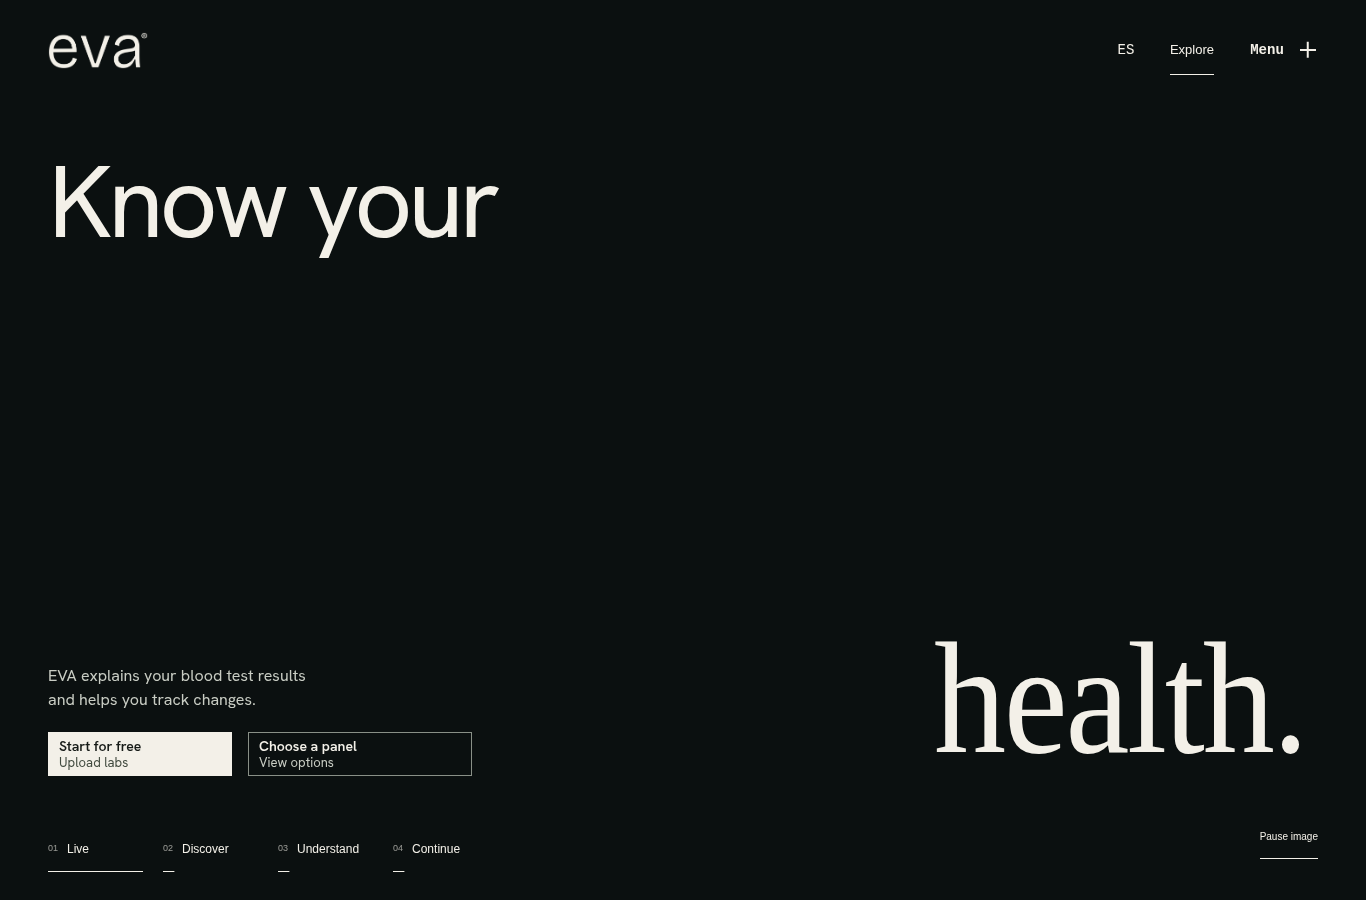 eva®
ES
Explore
Menu
Know your
health.
EVA explains your blood test results
and helps you track changes.
Start for free
Upload labs
Choose a panel
View options
01 Live
02 Discover
03 Understand
04 Continue
Pause image